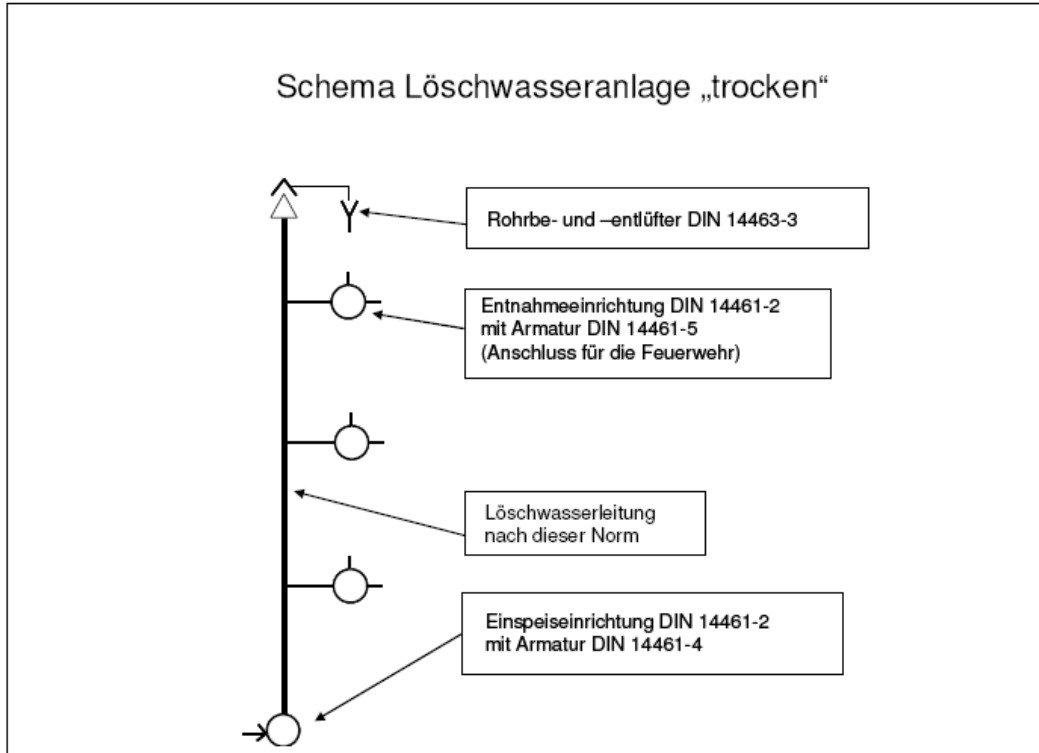 Schema Löschwasseranlage „trocken“
Rohrbe- und –entlüfter DIN 14463-3
Entnahmeeinrichtung DIN 14461-2
mit Armatur DIN 14461-5
(Anschluss für die Feuerwehr)
Löschwasserleitung
nach dieser Norm
Einspeiseinrichtung DIN 14461-2
mit Armatur DIN 14461-4